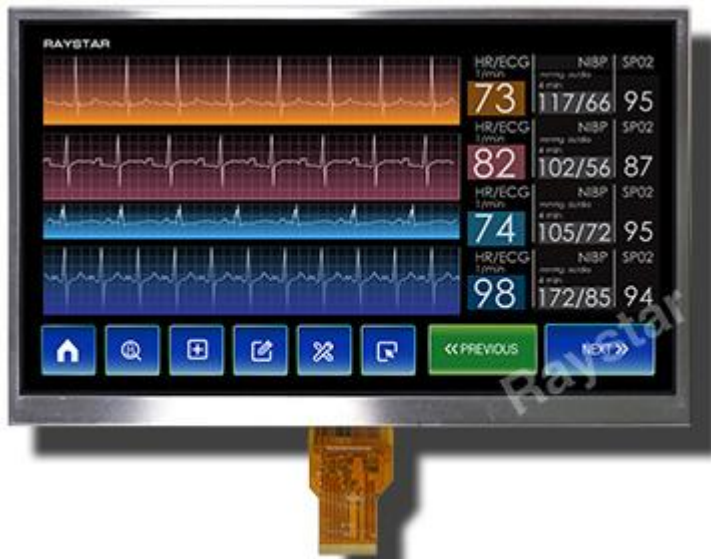 RAYSTAR
HR/ECG NIBP SP02
1/min
73 117/66 95
HR/ECG NIBP SP02
1/min
82 102/56 87
HR/ECG NIBP SP02
1/min
74 105/72 95
HR/ECG NIBP SP02
1/min
98 172/85 94
<<PREVIOUS NEXT>>
Raystar